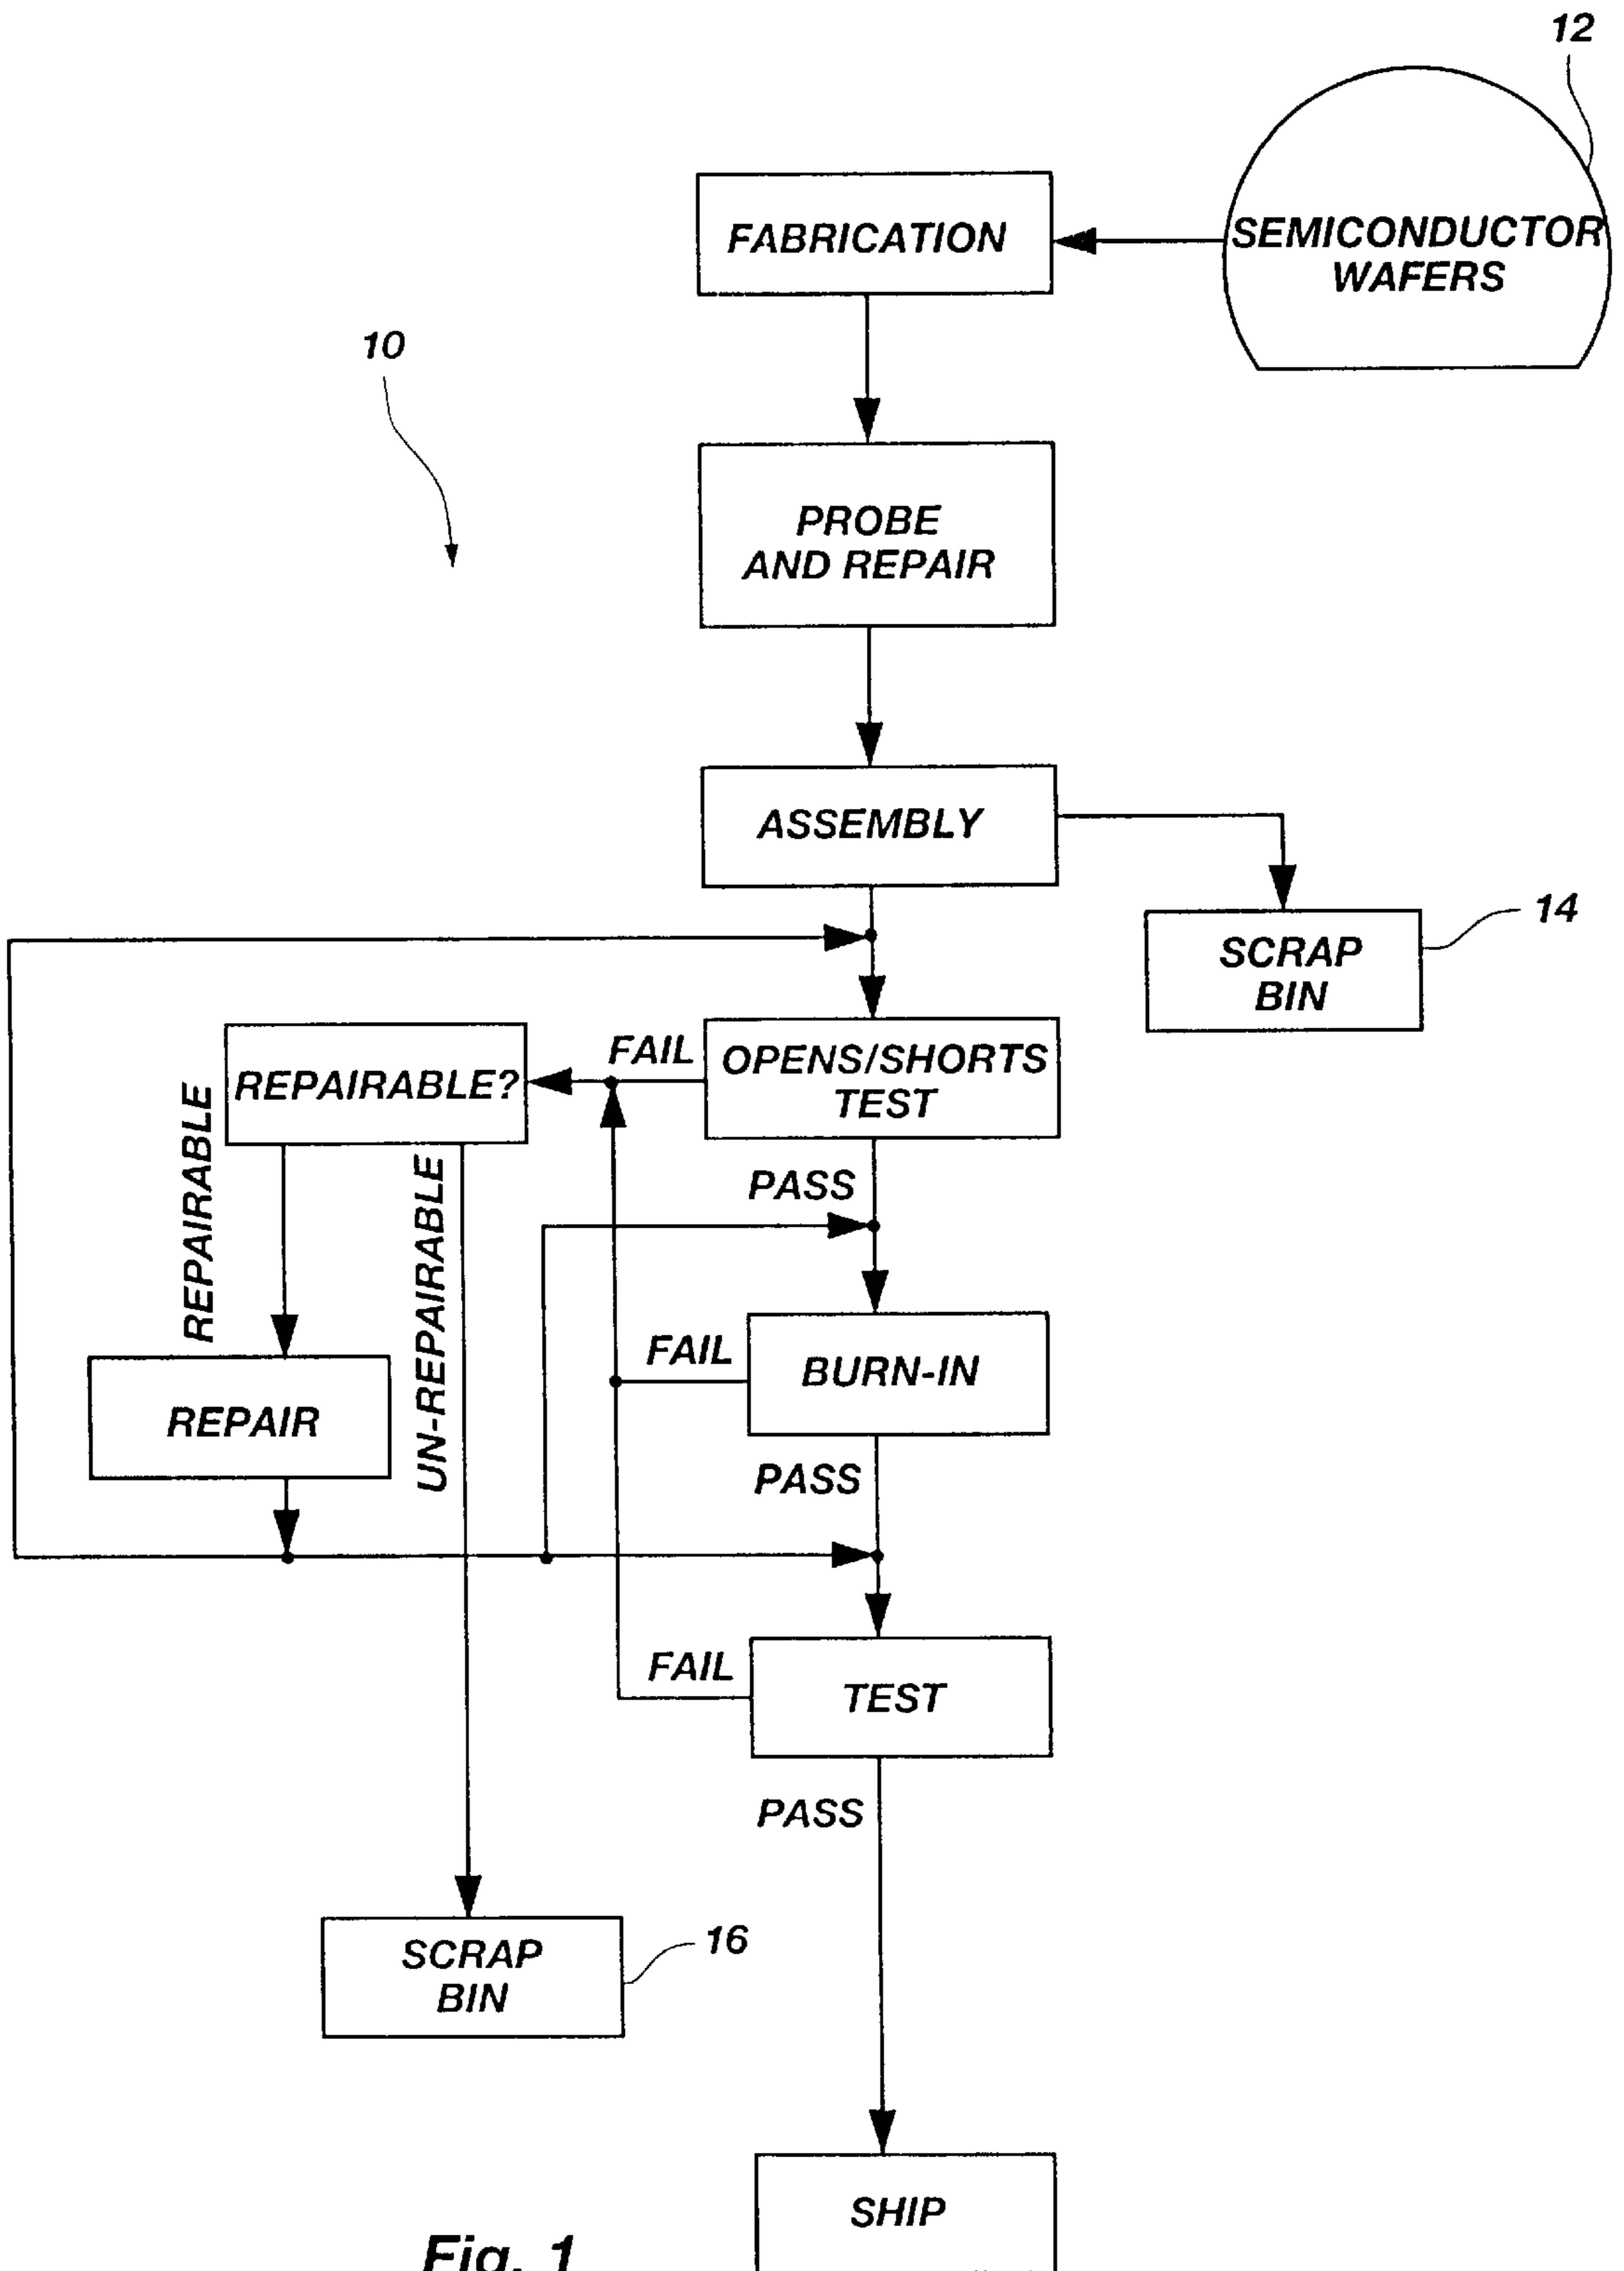 12
SEMICONDUCTOR
WAFERS
FABRICATION
10
PROBE
AND REPAIR
ASSEMBLY
14
SCRAP
BIN
FAIL
OPENS/SHORTS
TEST
REPAIRABLE?
REPAIRABLE
UN-REPAIRABLE
PASS
FAIL
BURN-IN
REPAIR
PASS
FAIL
TEST
PASS
16
SCRAP
BIN
SHIP
Fig. 1